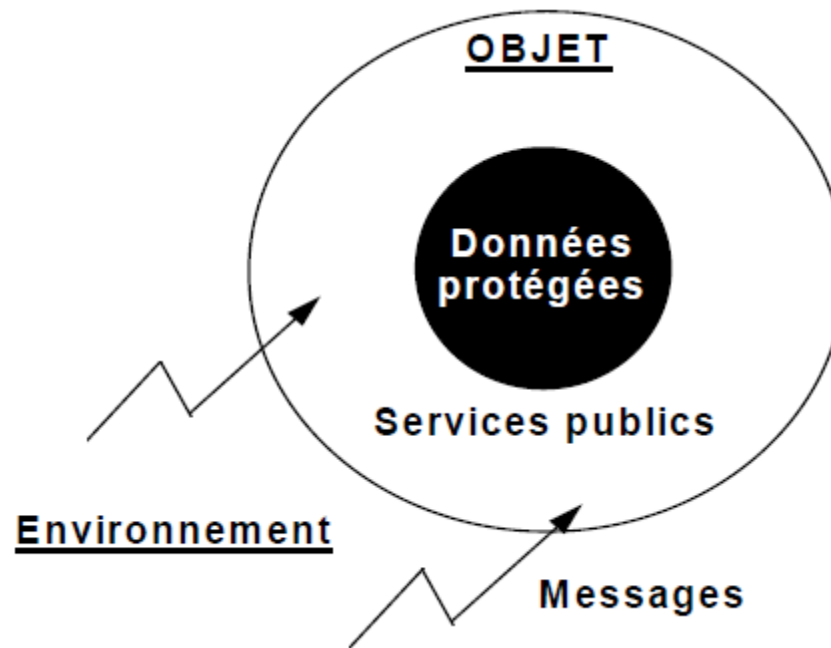 OBJET
Données
protégées
Services publics
Environnement
Messages